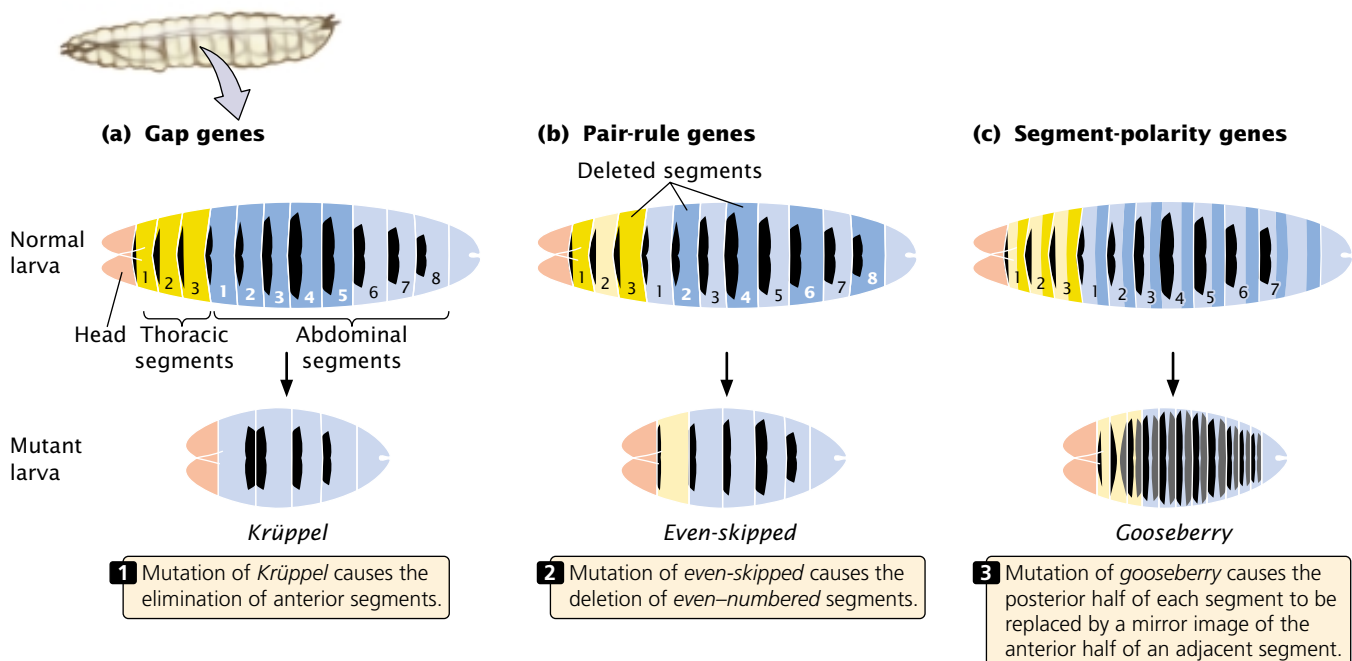 (a) Gap genes
(b) Pair-rule genes
(c) Segment-polarity genes
Deleted segments
Normal
larva
1 2 3 1 2 3 4 5 6 7 8
1 2 3 1 2 3 4 5 6 7 8
1 2 3 1 2 3 4 5 6 7
Head
Thoracic
segments
Abdominal
segments
Mutant
larva
Krüppel
Even-skipped
Gooseberry
1 Mutation of Krüppel causes the
elimination of anterior segments.
2 Mutation of even-skipped causes the
deletion of even–numbered segments.
3 Mutation of gooseberry causes the
posterior half of each segment to be
replaced by a mirror image of the
anterior half of an adjacent segment.